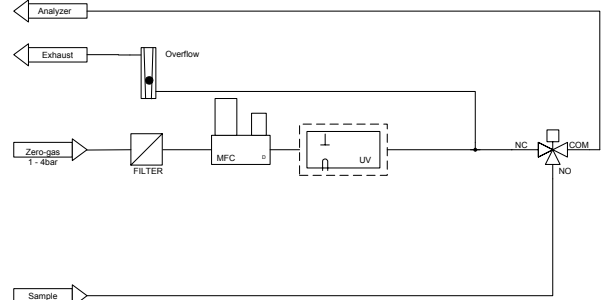 Analyzer
Exhaust
Overflow
Zero-gas
1 - 4bar
FILTER
MFC
D
UV
NC
COM
NO
Sample